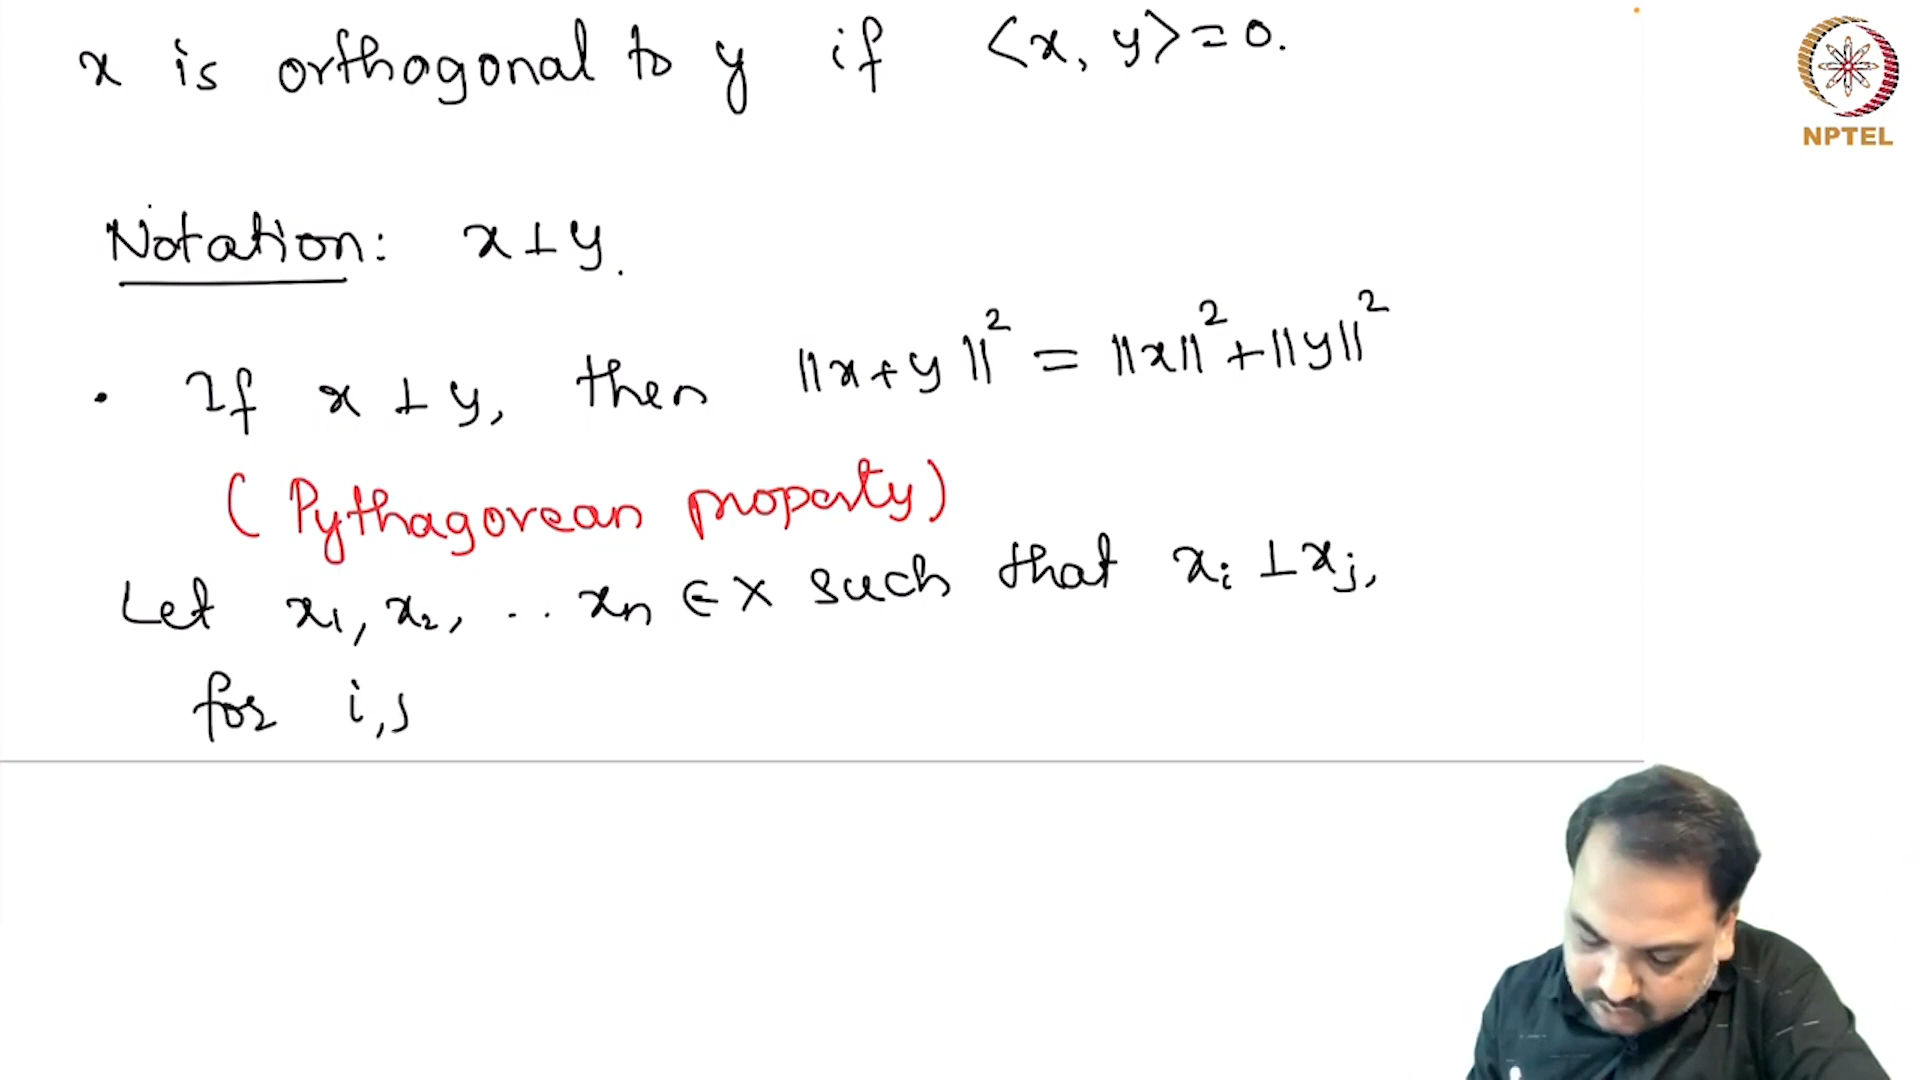 x is orthogonal to y if <x, y> = 0.
NPTEL
Notation: x ⊥ y.
• If x ⊥ y, then ||x+y||² = ||x||² + ||y||²
(Pythagorean property)
Let x₁, x₂, .. xₙ ∈ X such that xᵢ ⊥ xⱼ,
for i,j